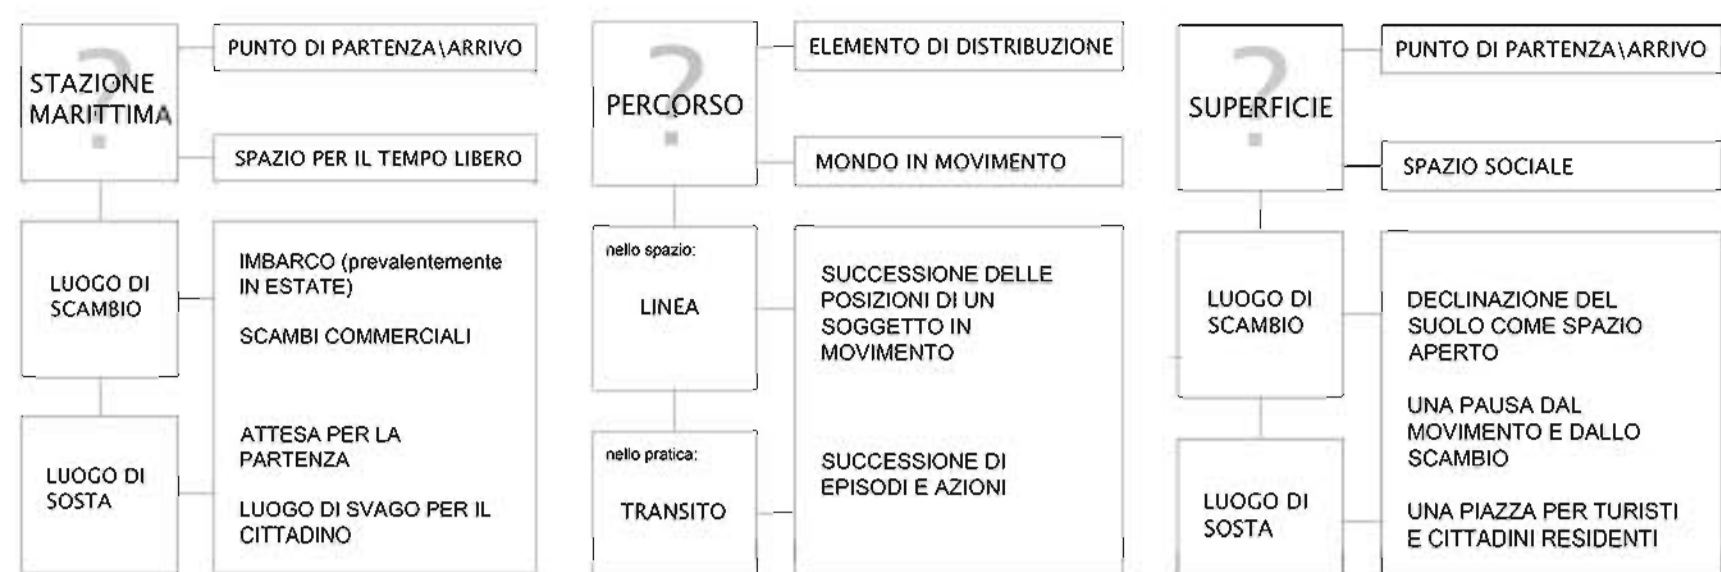 ?
STAZIONE
MARITTIMA
PUNTO DI PARTENZA\ARRIVO
SPAZIO PER IL TEMPO LIBERO
LUOGO DI
SCAMBIO
IMBARCO (prevalentemente
IN ESTATE)
SCAMBI COMMERCIALI
LUOGO DI
SOSTA
ATTESA PER LA
PARTENZA
LUOGO DI SVAGO PER IL
CITTADINO
?
PERCORSO
ELEMENTO DI DISTRIBUZIONE
MONDO IN MOVIMENTO
nello spazio:
LINEA
SUCCESSIONE DELLE
POSIZIONI DI UN
SOGGETTO IN
MOVIMENTO
nello pratica:
TRANSITO
SUCCESSIONE DI
EPISODI E AZIONI
?
SUPERFICIE
PUNTO DI PARTENZA\ARRIVO
SPAZIO SOCIALE
LUOGO DI
SCAMBIO
DECLINAZIONE DEL
SUOLO COME SPAZIO
APERTO
UNA PAUSA DAL
MOVIMENTO E DALLO
SCAMBIO
LUOGO DI
SOSTA
UNA PIAZZA PER TURISTI
E CITTADINI RESIDENTI